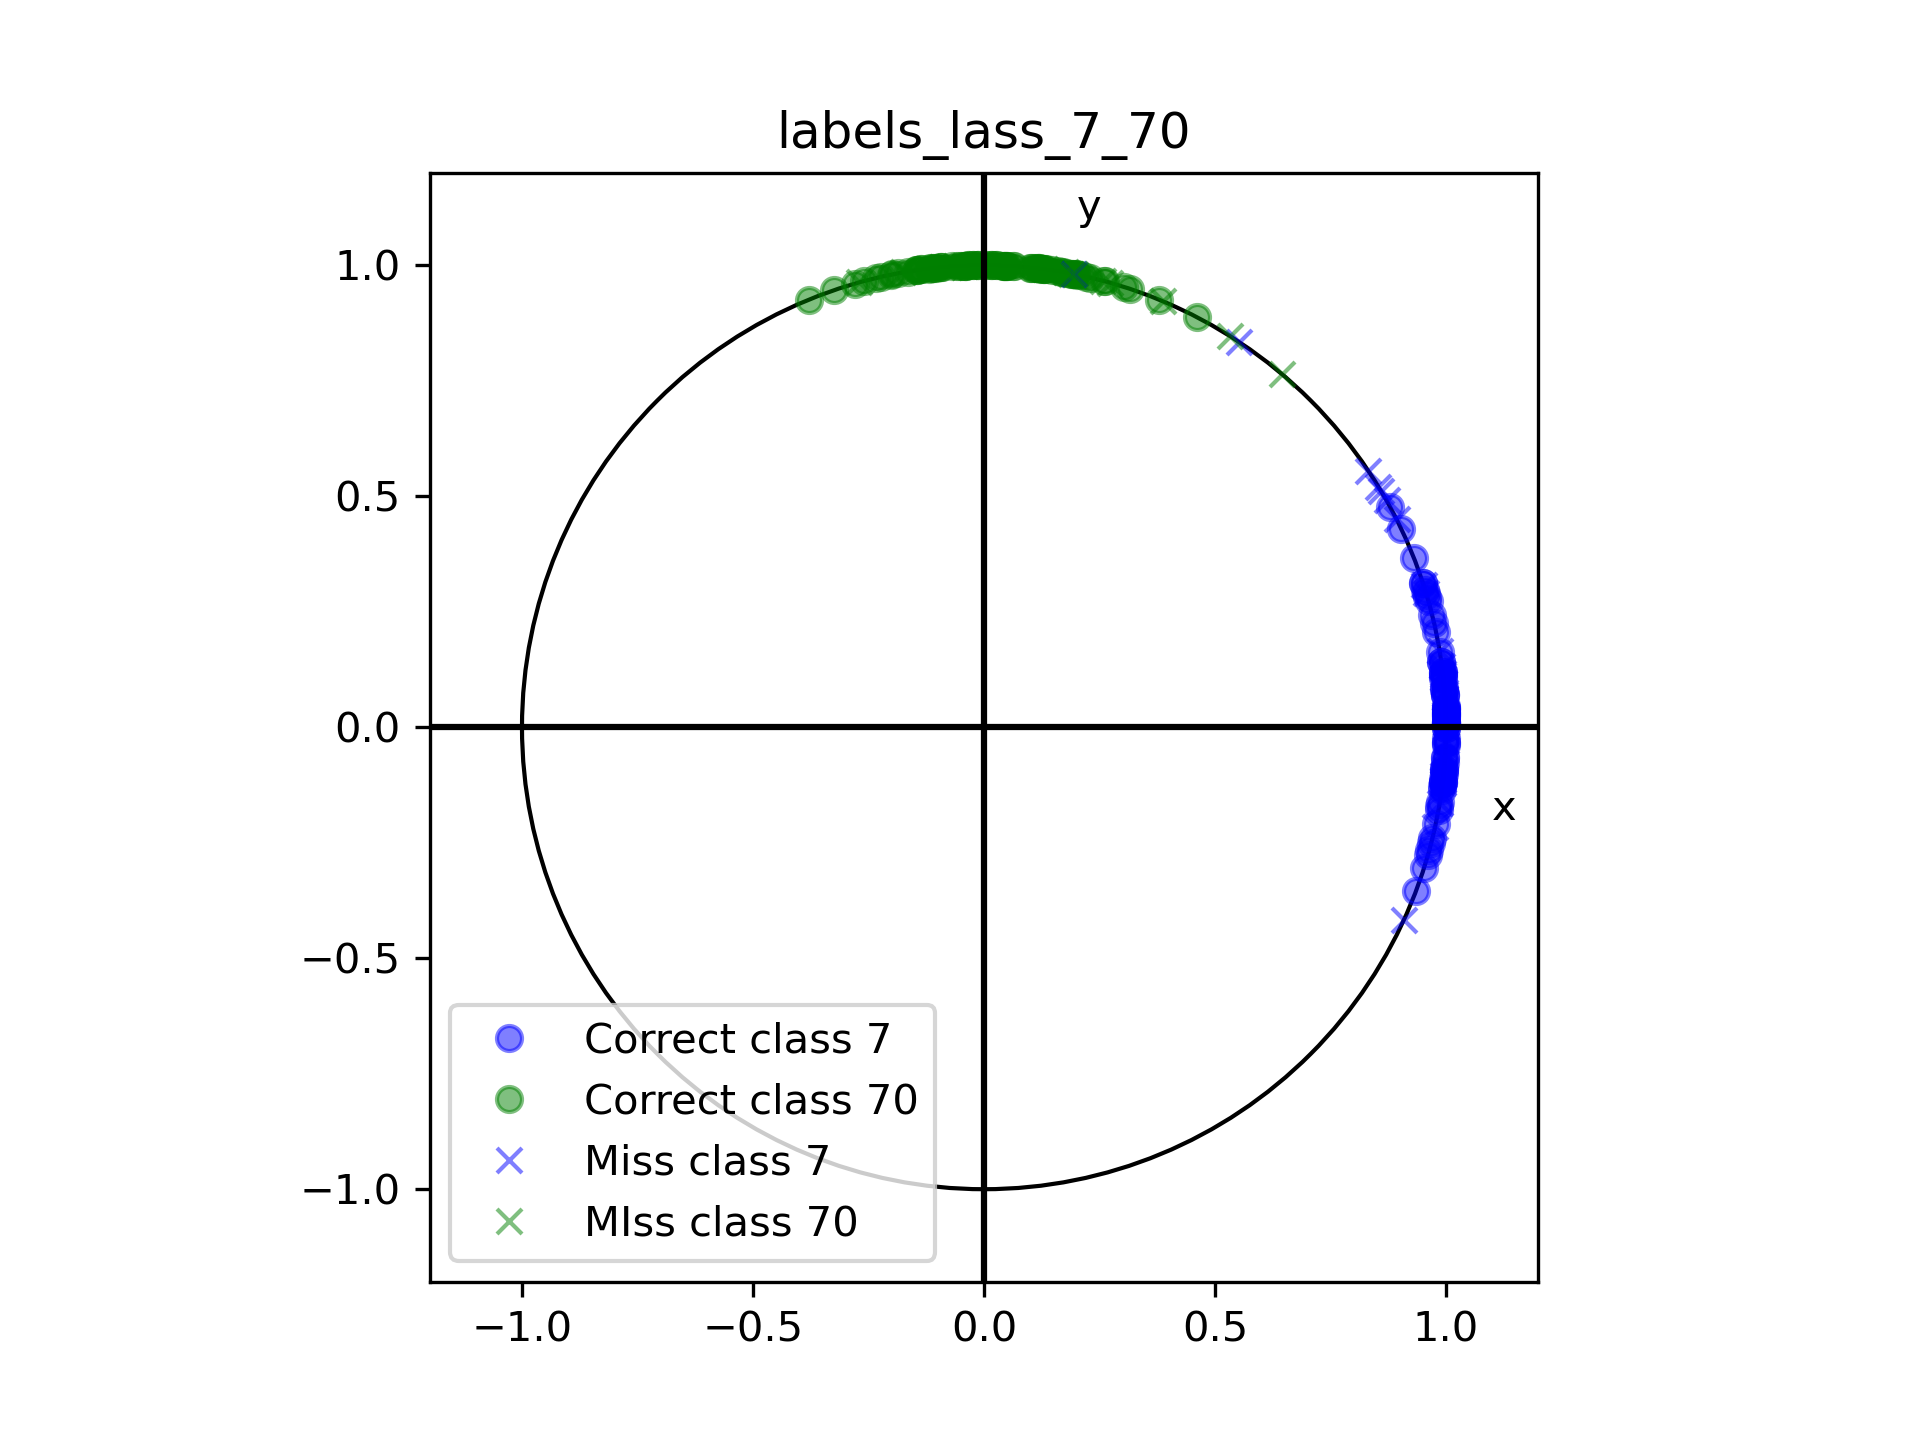 labels_lass_7_70
y
1.0
0.5
0.0
−0.5
−1.0
x
Correct class 7
Correct class 70
Miss class 7
MIss class 70
−1.0 −0.5 0.0 0.5 1.0